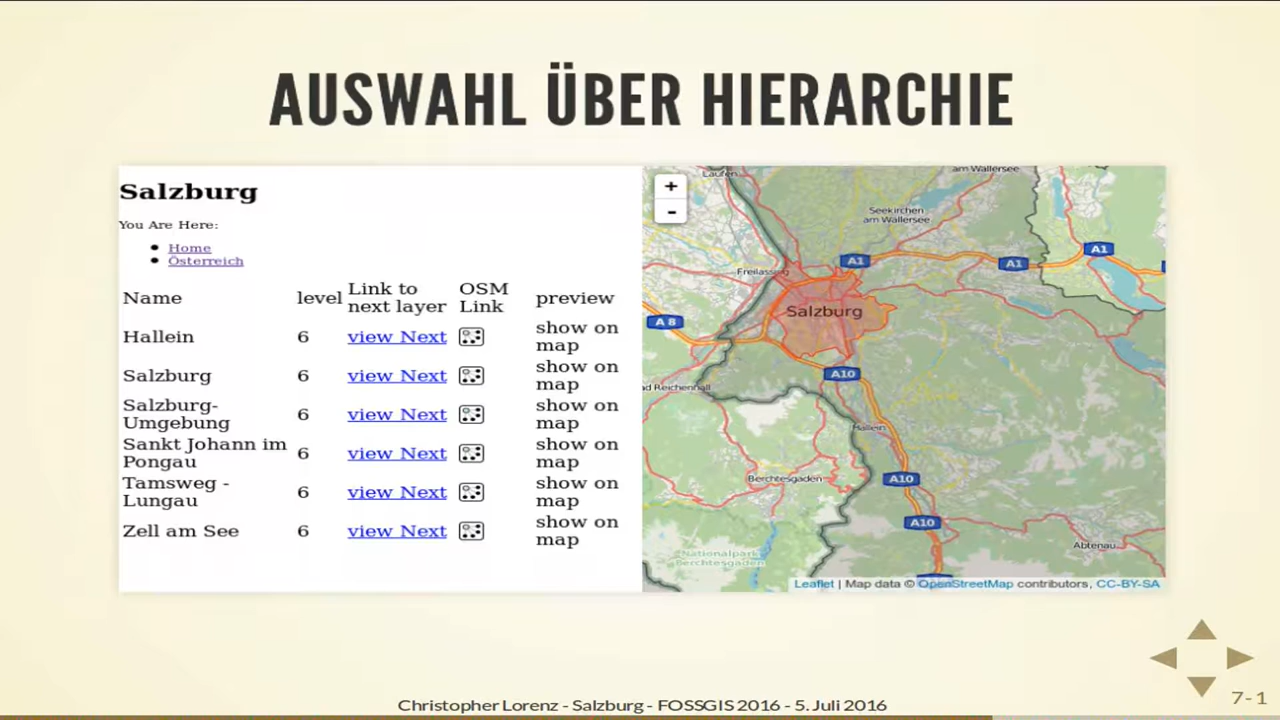 AUSWAHL ÜBER HIERARCHIE
Salzburg
You Are Here:
Home
Österreich
Name level Link to next layer OSM Link preview
Hallein 6 view Next show on map
Salzburg 6 view Next show on map
Salzburg-Umgebung 6 view Next show on map
Sankt Johann im Pongau 6 view Next show on map
Tamsweg - Lungau 6 view Next show on map
Zell am See 6 view Next show on map
+
-
Laufen
am Wallersee
Seekirchen
am Wallersee
A1
A1
A1
Freilassing
Salzburg
A 8
A10
ad Reichenhall
Hallein
Berchtesgaden
A10
A10
Abtenau
Nationalpark
Berchtesgaden
Leaflet | Map data © OpenStreetMap contributors, CC-BY-SA
7-1
Christopher Lorenz - Salzburg - FOSSGIS 2016 - 5. Juli 2016